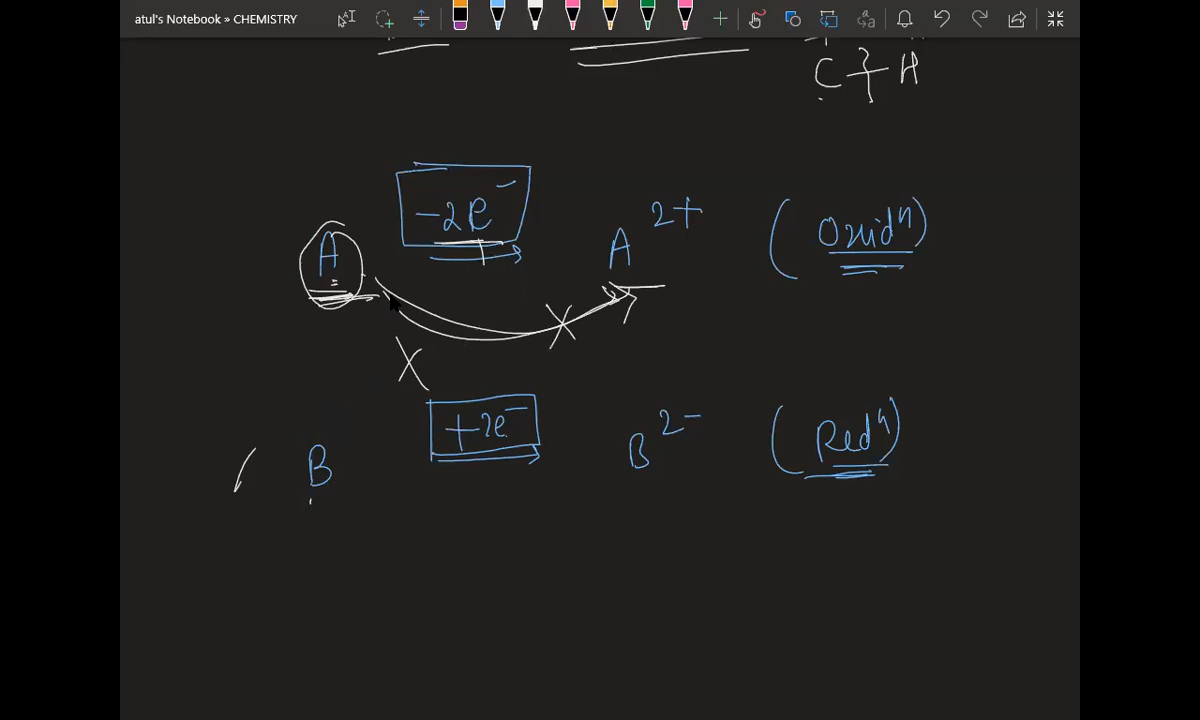 atul's Notebook » CHEMISTRY
C H
A -2e⁻ A²⁺ (Oxidⁿ)
B +2e⁻ B²⁻ (Redⁿ)